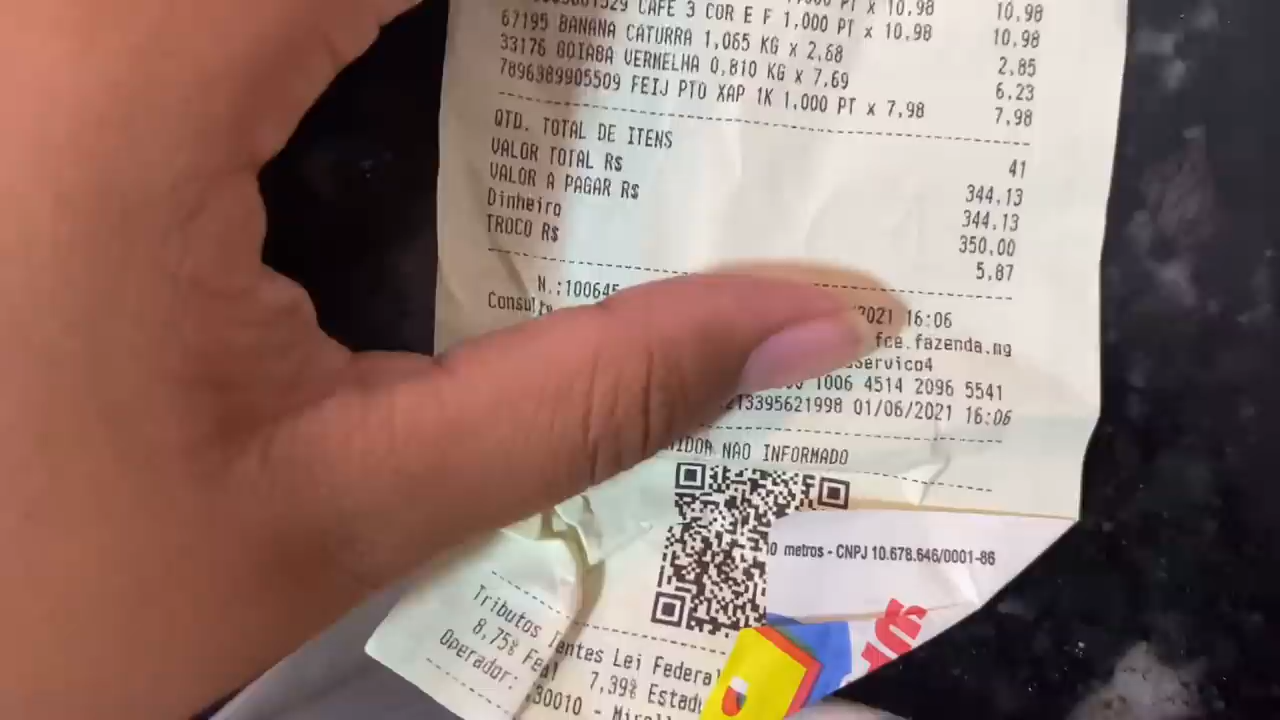 CAFE 3 COR E F 1,000 PT x 10,98 10,98
67195 BANANA CATURRA 1,065 KG x 2,68 2,85
33176 GOIABA VERMELHA 0,810 KG x 7,69 6,23
7896389905509 FEIJ PTO XAP 1K 1,000 PT x 7,98 7,98
QTD. TOTAL DE ITENS 41
VALOR TOTAL R$ 344,13
VALOR A PAGAR R$ 344,13
Dinheiro 350,00
TROCO R$ 5,87
N.:100645 2021 16:06
Consulte fce.fazenda.mg
servico4
1006 4514 2096 5541
213395621998 01/06/2021 16:06
NAO INFORMADO
metros - CNPJ 10.678.646/0001-86
Tributos Lei Federal
8,75% Fed 7,39% Estadu
Operador: 30010 -